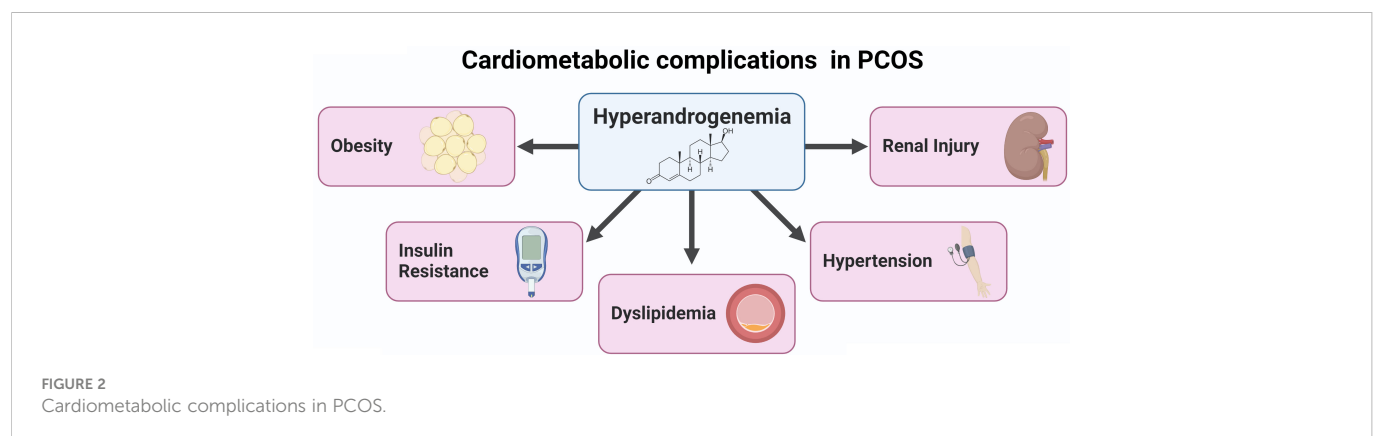 Cardiometabolic complications in PCOS
Hyperandrogenemia
OH
H
H
H
O
Obesity
Renal Injury
Insulin
Resistance
Hypertension
Dyslipidemia
FIGURE 2
Cardiometabolic complications in PCOS.